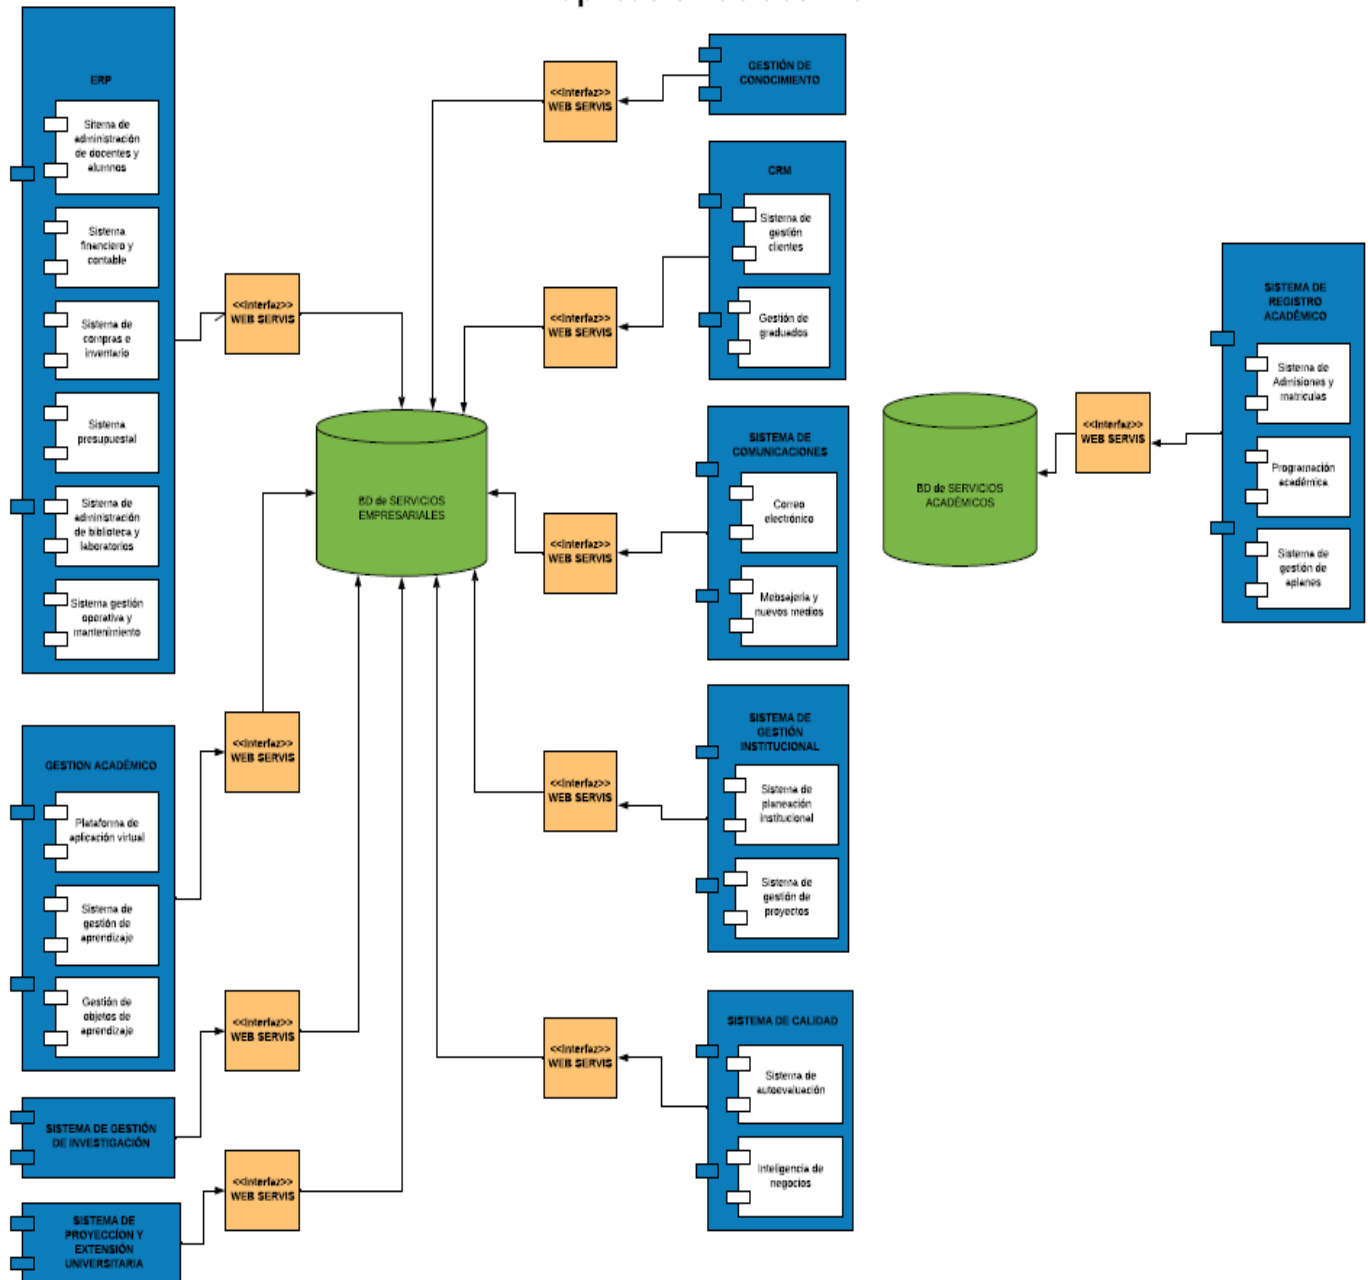 ERP
Sitema de
administración
de docentes y
alumnos
Sistema
financiero y
contable
Sistema de
compras e
inventario
Sistema
presupuestal
Sistema de
administración
de biblioteca y
laboratorios
Sistema gestión
operativa y
mantenimiento
<<Interfaz>>
WEB SERVIS
GESTION ACADÉMICO
Plataforma de
aplicación virtual
Sistema de
gestión de
aprendizaje
Gestión de
objetos de
aprendizaje
<<Interfaz>>
WEB SERVIS
SISTEMA DE GESTIÓN
DE INVESTIGACIÓN
<<Interfaz>>
WEB SERVIS
SISTEMA DE
PROYECCÍON Y
EXTENSIÓN
UNIVERSITARIA
<<Interfaz>>
WEB SERVIS
BD de SERVICIOS
EMPRESARIALES
<<Interfaz>>
WEB SERVIS
GESTIÓN DE
CONOCIMIENTO
<<Interfaz>>
WEB SERVIS
CRM
Sistema de
gestión
clientes
Gestión de
graduados
<<Interfaz>>
WEB SERVIS
SISTEMA DE
COMUNICACIONES
Correo
electrónico
Mebsajeria y
nuevos medios
<<Interfaz>>
WEB SERVIS
SISTEMA DE
GESTIÓN
INSTITUCIONAL
Sistema de
planeación
institucional
Sistema de
gestión de
proyectos
<<Interfaz>>
WEB SERVIS
SISTEMA DE CALIDAD
Sistema de
autoevaluación
Inteligencia de
negocios
BD de SERVICIOS
ACADÉMICOS
<<Interfaz>>
WEB SERVIS
SISTEMA DE
REGISTRO
ACADÉMICO
Sistema de
Admisiones y
matriculas
Programación
académica
Sistema de
gestión de
aplanes